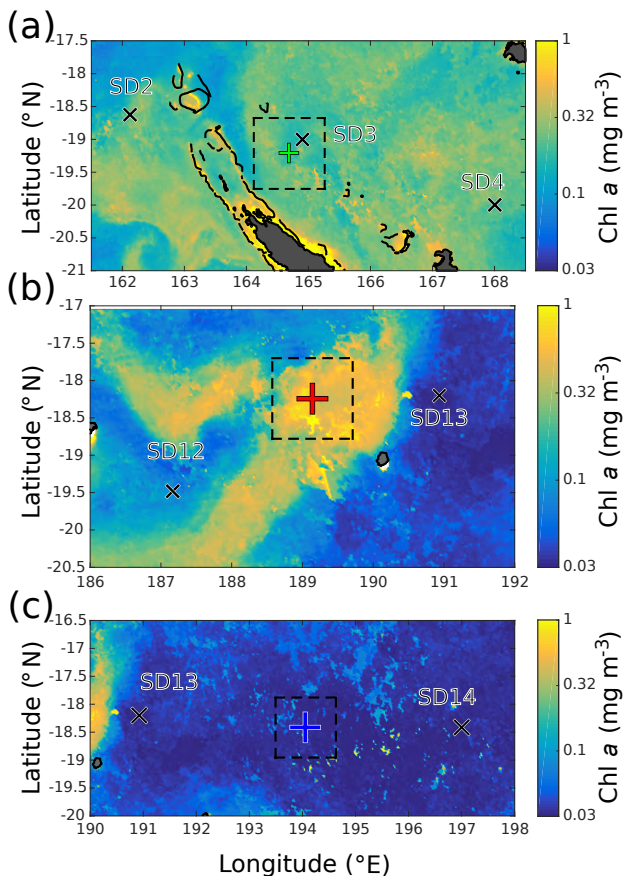 (a)
-17.5
-18
-18.5
-19
-19.5
-20
-20.5
-21
Latitude (° N)
SD2
SD3
SD4
162 163 164 165 166 167 168
1
0.32
0.1
0.03
Chl a (mg m-3)
(b)
-17
-18
-18.5
-19
-19.5
-20
-20.5
Latitude (° N)
SD12
SD13
186 187 188 189 190 191 192
1
0.32
0.1
0.03
Chl a (mg m-3)
(c)
-16.5
-17
-17.5
-18
-18.5
-19
-19.5
-20
Latitude (° N)
SD13
SD14
190 191 192 193 194 195 196 197 198
1
0.32
0.1
0.03
Chl a (mg m-3)
Longitude (°E)